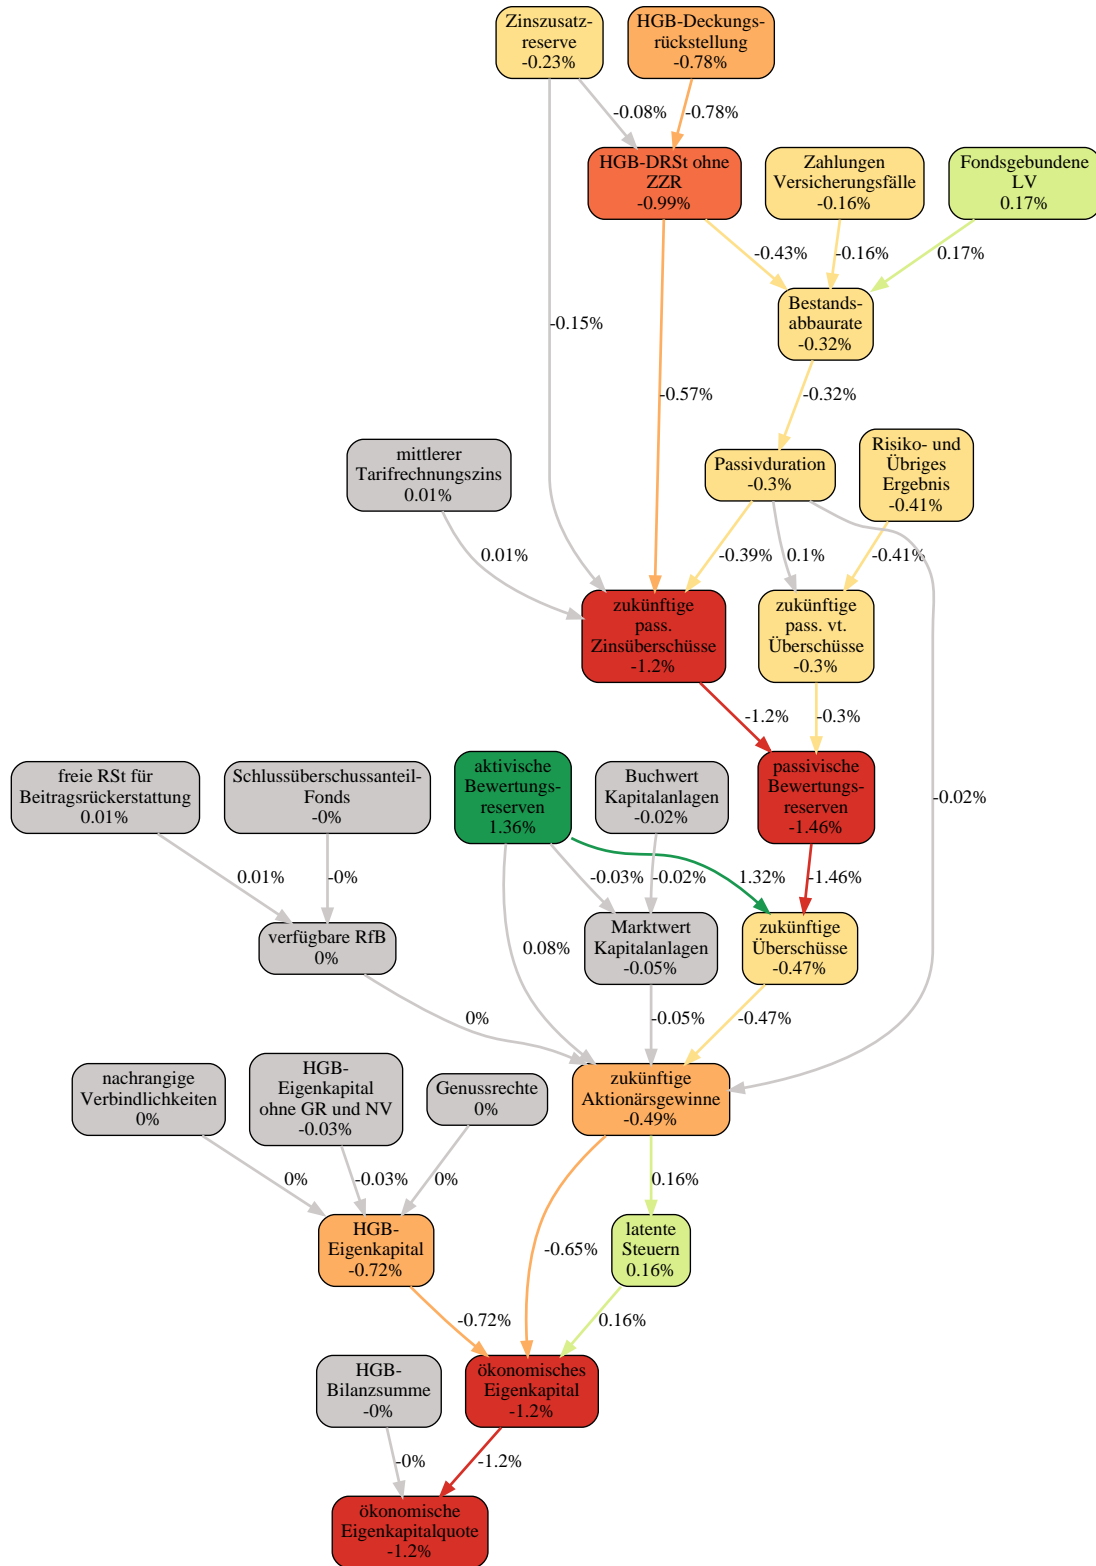 Zinszusatz-
reserve
-0.23%
HGB-Deckungs-
rückstellung
-0.78%
-0.08%
-0.78%
HGB-DRSt ohne
ZZR
-0.99%
Zahlungen
Versicherungsfälle
-0.16%
Fondsgebundene
LV
0.17%
-0.43%
-0.16%
0.17%
Bestands-
abbaurate
-0.32%
-0.15%
-0.57%
-0.32%
mittlerer
Tarifrechnungszins
0.01%
Passivduration
-0.3%
Risiko- und
Übriges
Ergebnis
-0.41%
0.01%
-0.39%
0.1%
-0.41%
zukünftige
pass.
Zinsüberschüsse
-1.2%
zukünftige
pass. vt.
Überschüsse
-0.3%
-1.2%
-0.3%
freie RSt für
Beitragsrückerstattung
0.01%
Schlussüberschussanteil-
Fonds
-0%
aktivische
Bewertungs-
reserven
1.36%
Buchwert
Kapitalanlagen
-0.02%
passivische
Bewertungs-
reserven
-1.46%
-0.02%
0.01%
-0%
-0.03%
-0.02%
1.32%
-1.46%
verfügbare RfB
0%
0.08%
Marktwert
Kapitalanlagen
-0.05%
zukünftige
Überschüsse
-0.47%
0%
-0.05%
-0.47%
nachrangige
Verbindlichkeiten
0%
HGB-
Eigenkapital
ohne GR und NV
-0.03%
Genussrechte
0%
zukünftige
Aktionärsgewinne
-0.49%
0%
-0.03%
0%
0.16%
HGB-
Eigenkapital
-0.72%
-0.65%
latente
Steuern
0.16%
-0.72%
0.16%
HGB-
Bilanzsumme
-0%
ökonomisches
Eigenkapital
-1.2%
-0%
-1.2%
ökonomische
Eigenkapitalquote
-1.2%